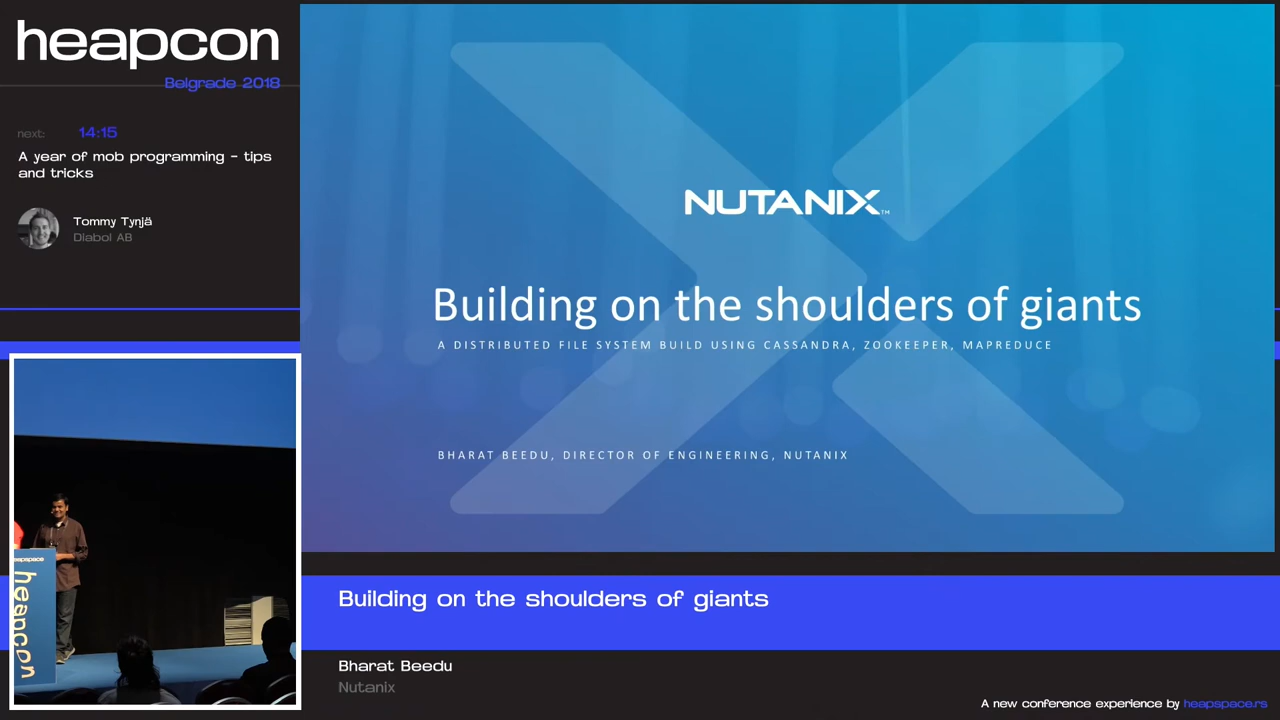 heapcon
Belgrade 2018
next: 14:15
A year of mob programming - tips
and tricks
Tommy Tynjä
Diabol AB
NUTANIX™
Building on the shoulders of giants
A DISTRIBUTED FILE SYSTEM BUILD USING CASSANDRA, ZOOKEEPER, MAPREDUCE
BHARAT BEEDU, DIRECTOR OF ENGINEERING, NUTANIX
heapspace
heapcon
Building on the shoulders of giants
Bharat Beedu
Nutanix
A new conference experience by heapspace.rs